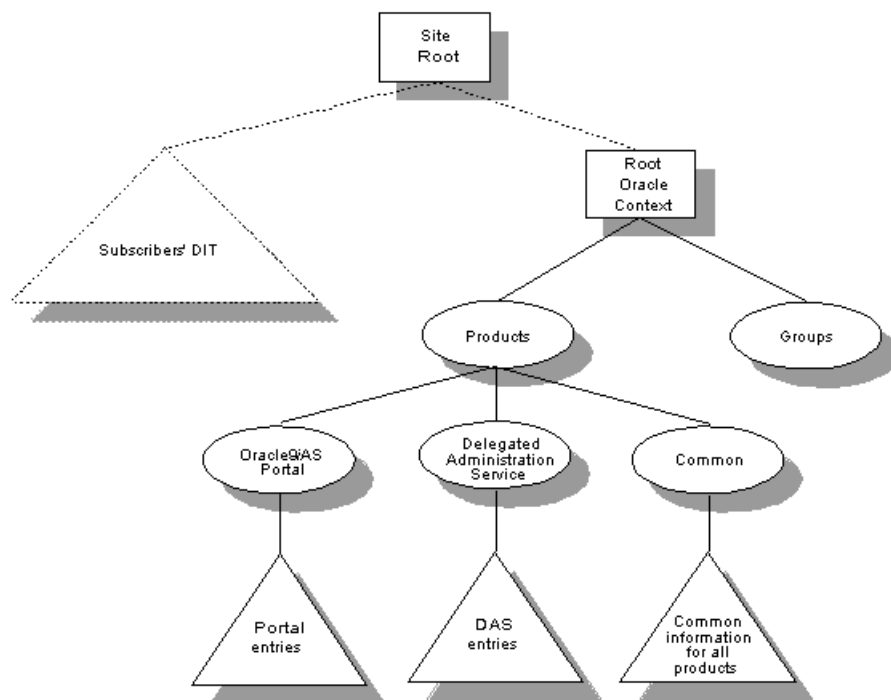 Site
Root
Root
Oracle
Context
Subscribers' DIT
Products
Groups
Oracle9iAS
Portal
Delegated
Administration
Service
Common
Portal
entries
DAS
entries
Common
information
for all
products